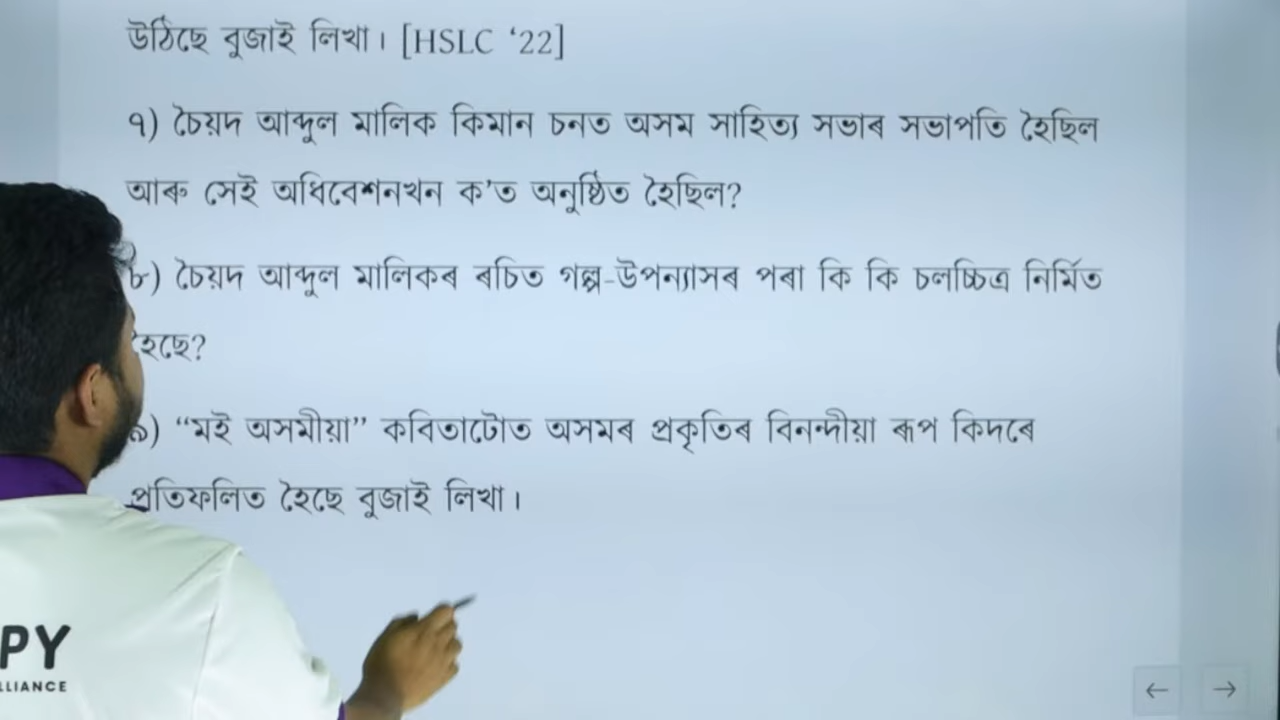 উঠিছে বুজাই লিখা। [HSLC ‘22]
৭) চৈয়দ আব্দুল মালিক কিমান চনত অসম সাহিত্য সভাৰ সভাপতি হৈছিল
আৰু সেই অধিবেশনখন ক’ত অনুষ্ঠিত হৈছিল?
৮) চৈয়দ আব্দুল মালিকৰ ৰচিত গল্প-উপন্যাসৰ পৰা কি কি চলচ্চিত্ৰ নিৰ্মিত
হৈছে?
৯) “মই অসমীয়া” কবিতাটোত অসমৰ প্ৰকৃতিৰ বিনন্দীয়া ৰূপ কিদৰে
প্ৰতিফলিত হৈছে বুজাই লিখা।
PY
LLIANCE